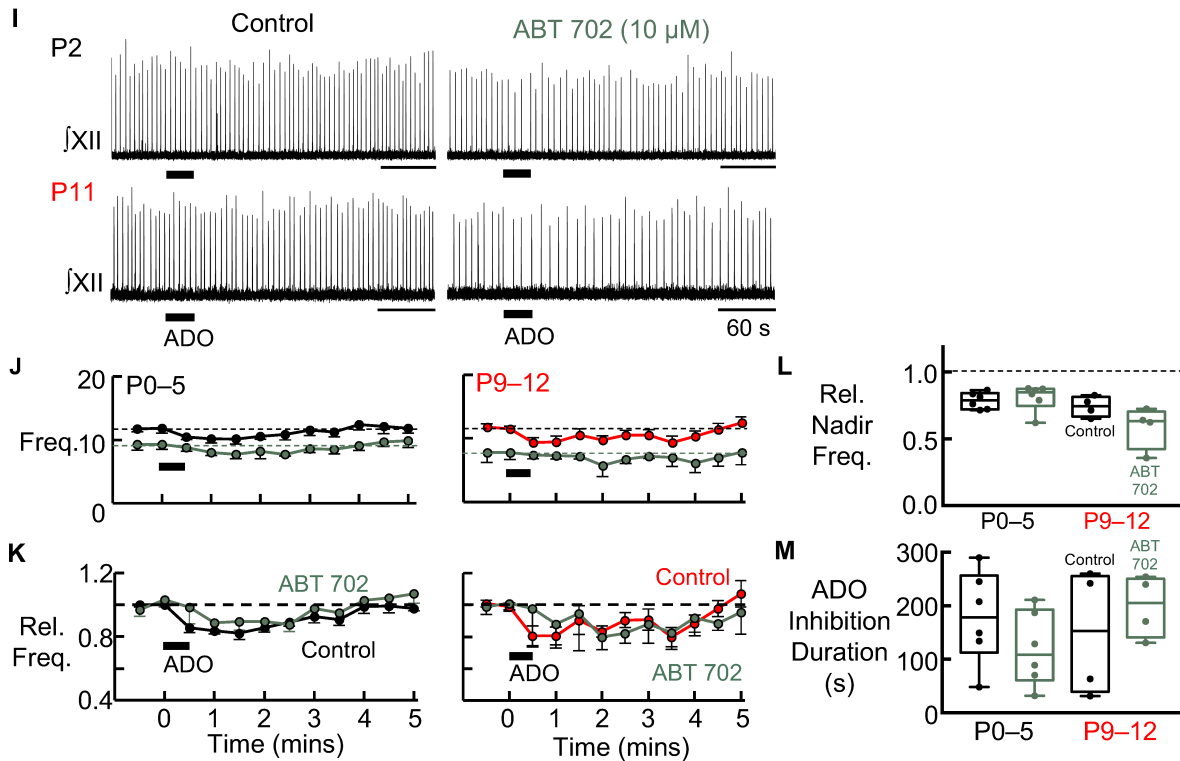 I
Control
ABT 702 (10 µM)
P2
∫XII
P11
∫XII
ADO
ADO
60 s
J
20
P0–5
P9–12
Freq.
10
0
L
Rel.
Nadir
Freq.
1.0
0.5
0.0
Control
ABT
702
P0–5
P9–12
K
1.2
ABT 702
Control
1.0
Rel.
Freq.
0.8
ADO
Control
ADO
ABT 702
0.4
0 1 2 3 4 5
0 1 2 3 4 5
Time (mins)
Time (mins)
M
ADO
Inhibition
Duration
(s)
300
200
100
0
Control
ABT
702
P0–5
P9–12